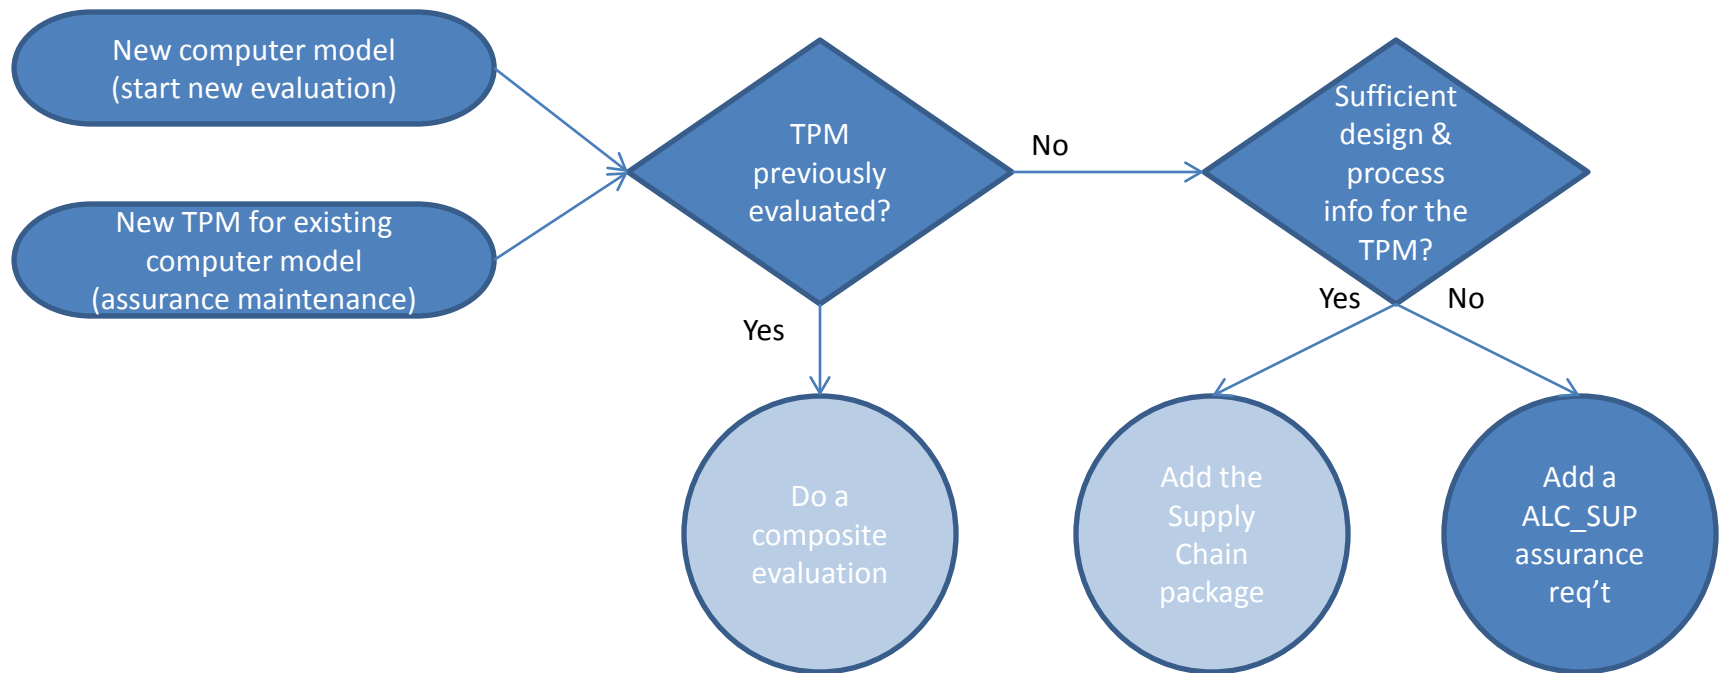 New computer model
(start new evaluation)
New TPM for existing
computer model
(assurance maintenance)
TPM
previously
evaluated?
No
Sufficient
design &
process
info for the
TPM?
Yes
Yes
No
Do a
composite
evaluation
Add the
Supply
Chain
package
Add a
ALC_SUP
assurance
req’t